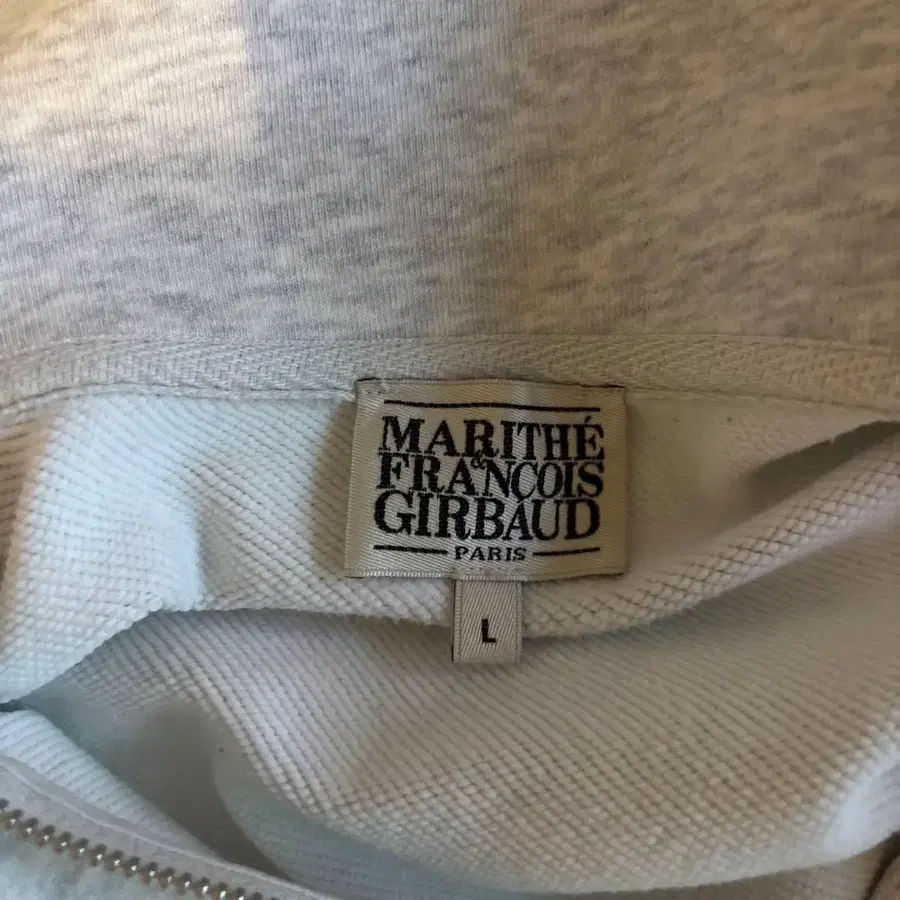 MARITHÉ
&
FRANÇOIS
GIRBAUD
PARIS
L